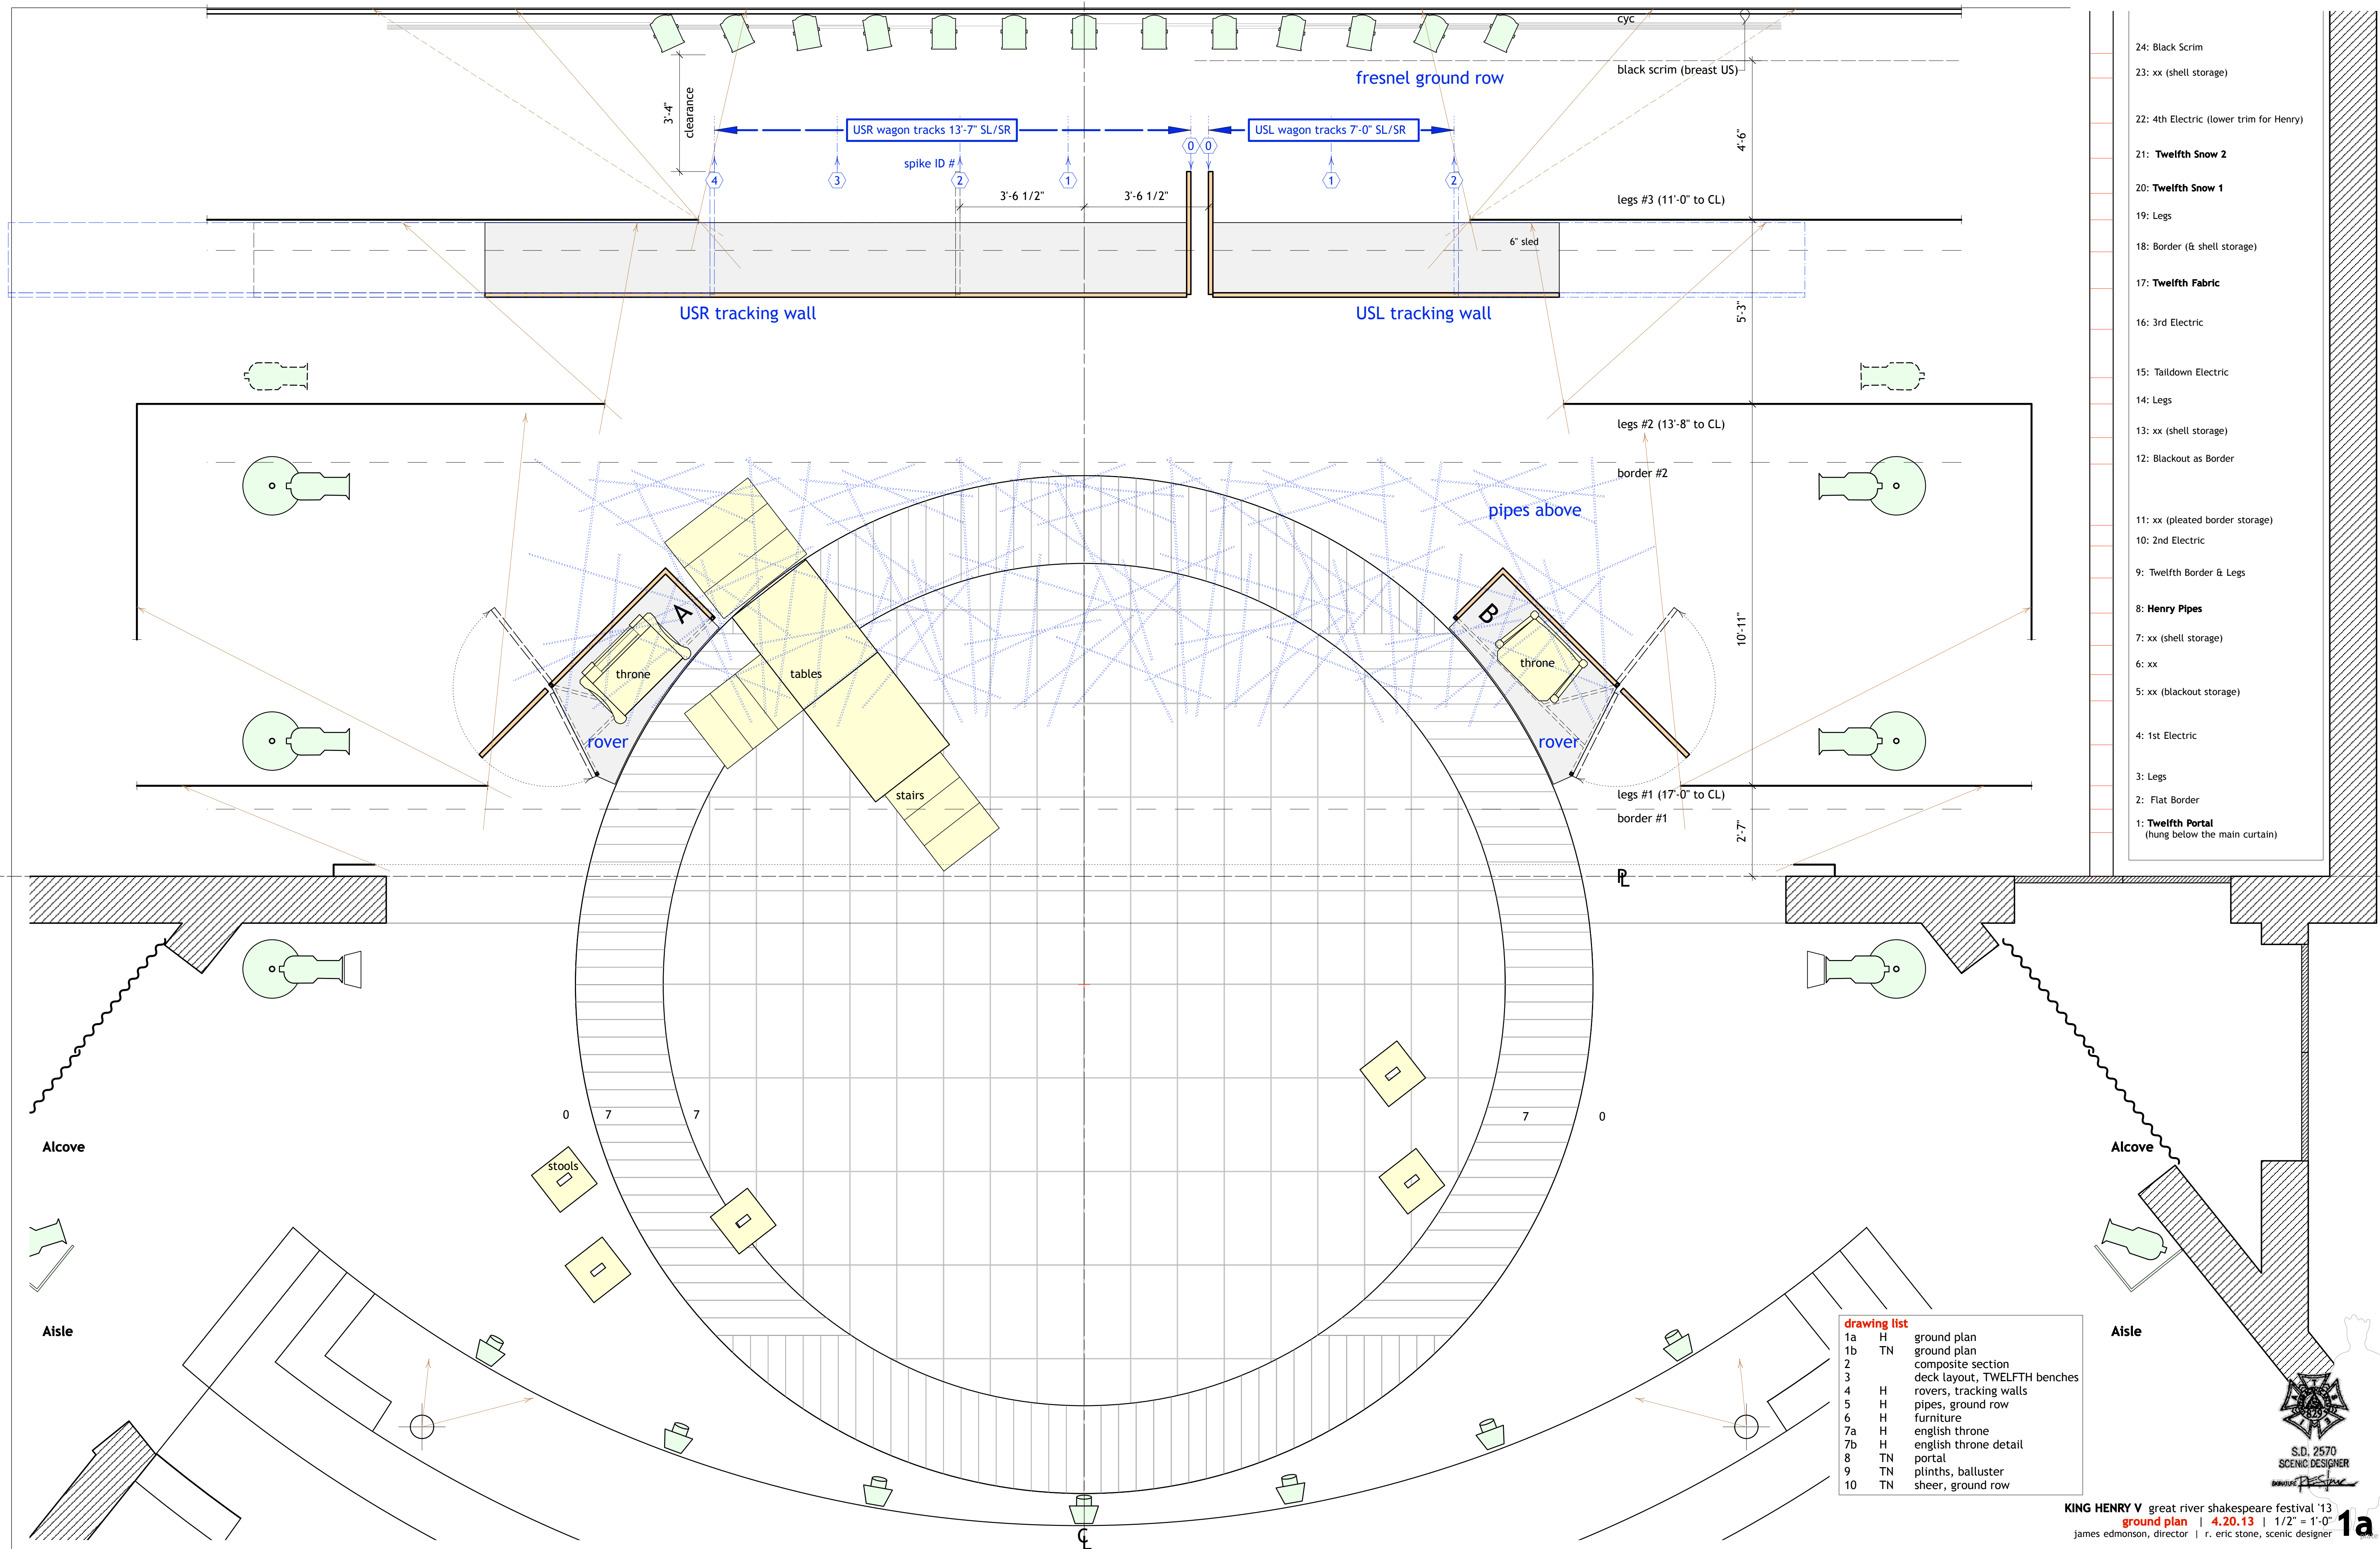 cyc
black scrim (breast US)
fresnel ground row
3'-4"
clearance
USR wagon tracks 13'-7" SL/SR
USL wagon tracks 7'-0" SL/SR
4'-6"
0
0
spike ID #
4
3
2
1
1
2
3'-6 1/2"
3'-6 1/2"
legs #3 (11'-0" to CL)
6" sled
USR tracking wall
USL tracking wall
5'-3"
legs #2 (13'-8" to CL)
border #2
pipes above
A
B
throne
tables
throne
10'-11"
rover
rover
stairs
legs #1 (17'-0" to CL)
border #1
2'-7"
PL
0
7
7
7
0
stools
Alcove
Alcove
Aisle
Aisle
CL
24: Black Scrim
23: xx (shell storage)
22: 4th Electric (lower trim for Henry)
21: Twelfth Snow 2
20: Twelfth Snow 1
19: Legs
18: Border (& shell storage)
17: Twelfth Fabric
16: 3rd Electric
15: Taildown Electric
14: Legs
13: xx (shell storage)
12: Blackout as Border
11: xx (pleated border storage)
10: 2nd Electric
9: Twelfth Border & Legs
8: Henry Pipes
7: xx (shell storage)
6: xx
5: xx (blackout storage)
4: 1st Electric
3: Legs
2: Flat Border
1: Twelfth Portal
(hung below the main curtain)
drawing list
1a H ground plan
1b TN ground plan
2 composite section
3 deck layout, TWELFTH benches
4 H rovers, tracking walls
5 H pipes, ground row
6 H furniture
7a H english throne
7b H english throne detail
8 TN portal
9 TN plinths, balluster
10 TN sheer, ground row
829
S.D. 2570
SCENIC DESIGNER
SIGNATURE
KING HENRY V great river shakespeare festival '13
ground plan | 4.20.13 | 1/2" = 1'-0"
james edmonson, director | r. eric stone, scenic designer
1a